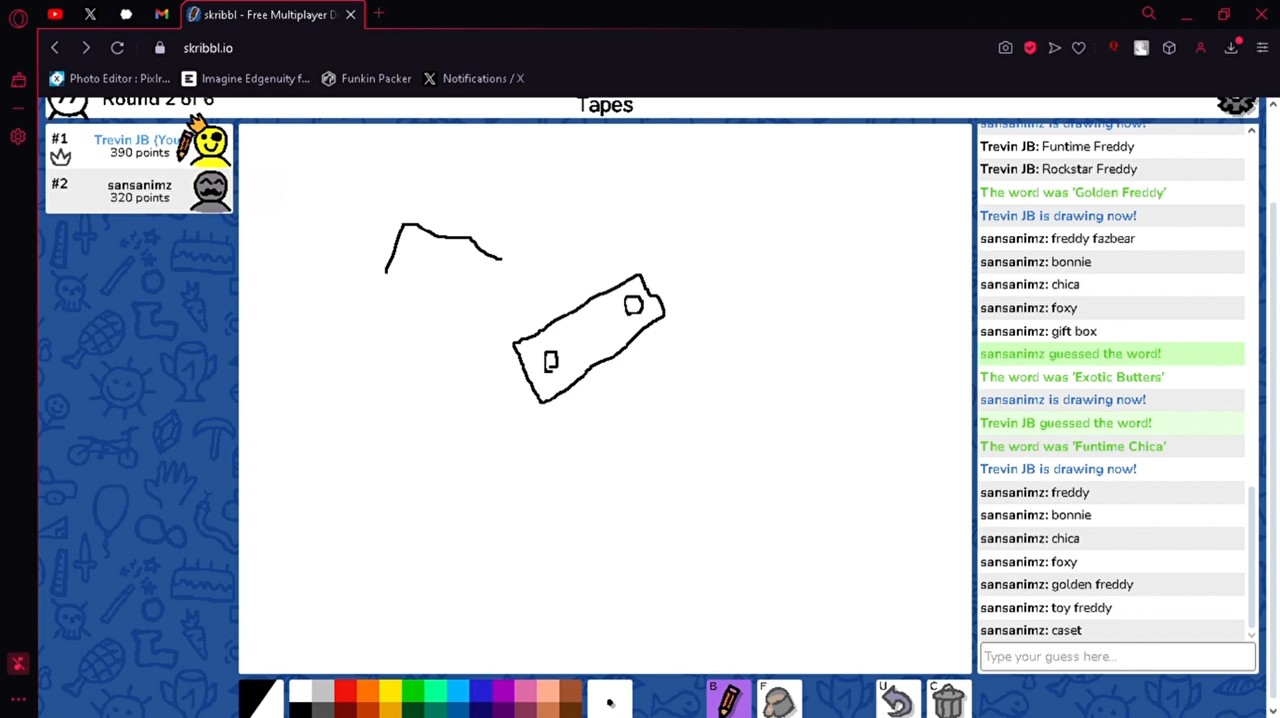 skribbl - Free Multiplayer D
skribbl.io
Photo Editor : Pixlr...
Imagine Edgenuity f...
Funkin Packer
Notifications / X
Round 2 of 6
Tapes
#1
Trevin JB (You
390 points
#2
sansanimz
320 points
sansanimz is drawing now!
Trevin JB: Funtime Freddy
Trevin JB: Rockstar Freddy
The word was 'Golden Freddy'
Trevin JB is drawing now!
sansanimz: freddy fazbear
sansanimz: bonnie
sansanimz: chica
sansanimz: foxy
sansanimz: gift box
sansanimz guessed the word!
The word was 'Exotic Butters'
sansanimz is drawing now!
Trevin JB guessed the word!
The word was 'Funtime Chica'
Trevin JB is drawing now!
sansanimz: freddy
sansanimz: bonnie
sansanimz: chica
sansanimz: foxy
sansanimz: golden freddy
sansanimz: toy freddy
sansanimz: caset
Type your guess here...
B
F
U
C